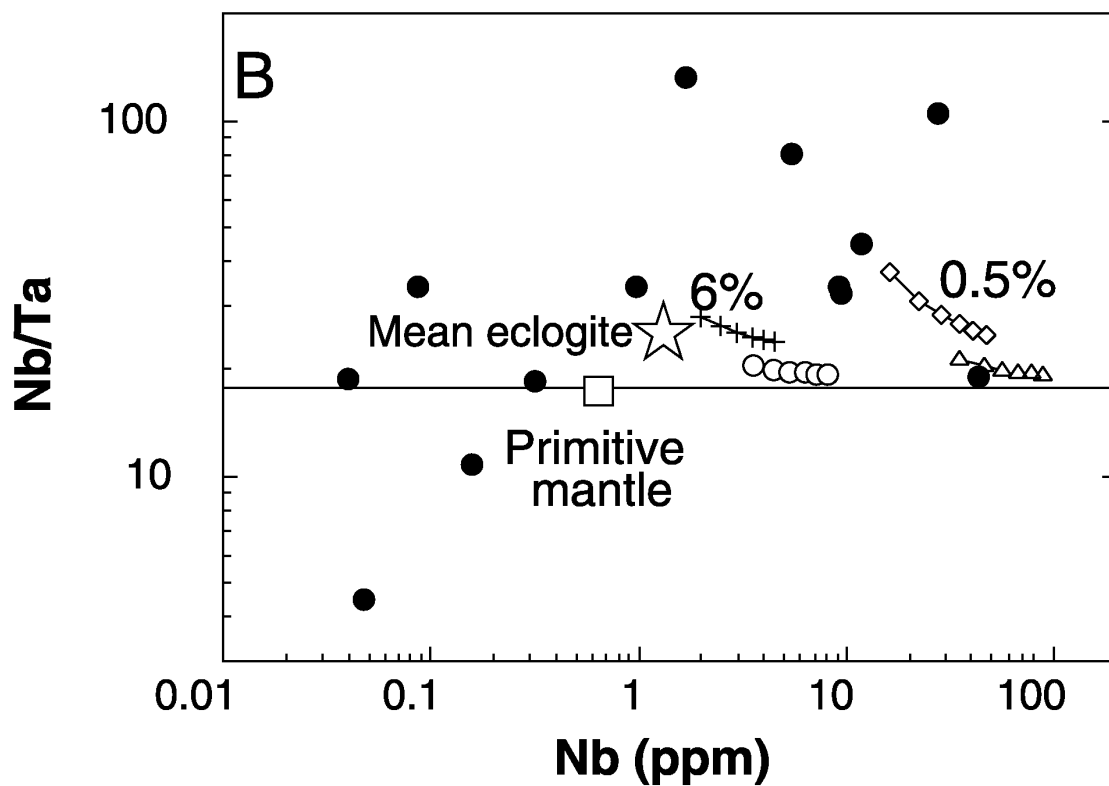 B
100
6%
0.5%
Mean eclogite
Nb/Ta
Primitive
mantle
10
0.01
0.1
1
10
100
Nb (ppm)